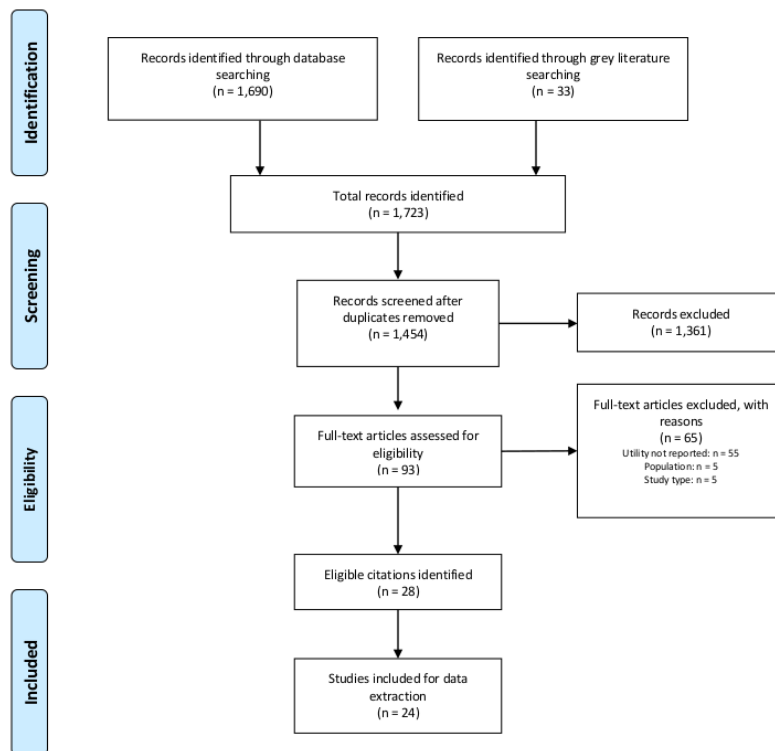 Identification
Records identified through database
searching
(n = 1,690)
Records identified through grey literature
searching
(n = 33)
Total records identified
(n = 1,723)
Screening
Records screened after
duplicates removed
(n = 1,454)
Records excluded
(n = 1,361)
Eligibility
Full-text articles assessed for
eligibility
(n = 93)
Full-text articles excluded, with
reasons
(n = 65)
Utility not reported: n = 55
Population: n = 5
Study type: n = 5
Eligible citations identified
(n = 28)
Included
Studies included for data
extraction
(n = 24)